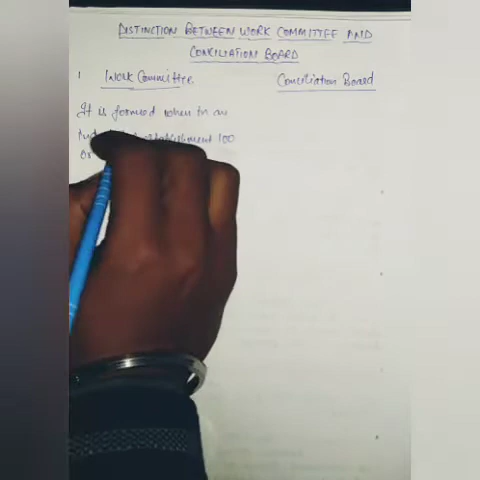 DISTINCTION BETWEEN WORK COMMITTEE AND
CONCILIATION BOARD
1 Work Committee Conciliation Board
It is formed when in an
establishment 100
or